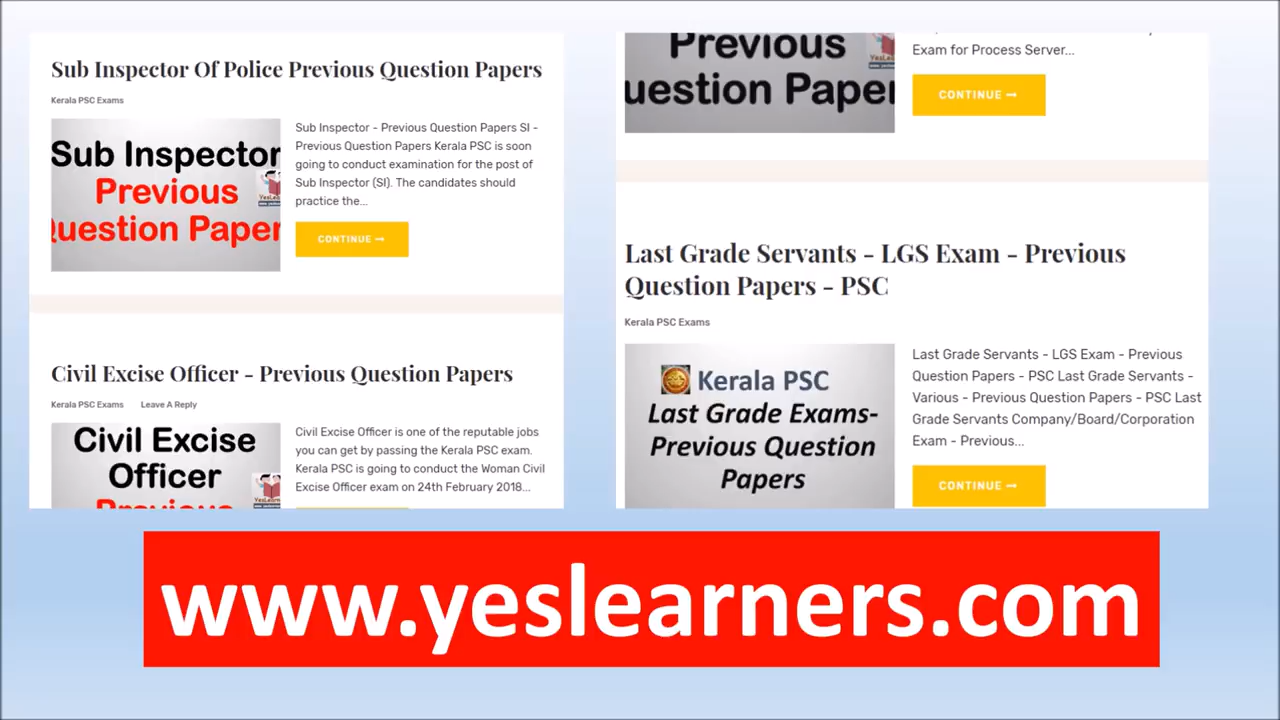 Sub Inspector Of Police Previous Question Papers
Kerala PSC Exams
Sub Inspector
Previous
Question Paper
Sub Inspector - Previous Question Papers SI -
Previous Question Papers Kerala PSC is soon
going to conduct examination for the post of
Sub Inspector (SI). The candidates should
practice the...
CONTINUE →
Civil Excise Officer - Previous Question Papers
Kerala PSC Exams Leave A Reply
Civil Excise
Officer
Previous
YesLearn
Civil Excise Officer is one of the reputable jobs
you can get by passing the Kerala PSC exam.
Kerala PSC is going to conduct the Woman Civil
Excise Officer exam on 24th February 2018...
Previous
uestion Paper
Exam for Process Server...
CONTINUE →
Last Grade Servants - LGS Exam - Previous
Question Papers - PSC
Kerala PSC Exams
Kerala PSC
Last Grade Exams-
Previous Question
Papers
Last Grade Servants - LGS Exam - Previous
Question Papers - PSC Last Grade Servants -
Various - Previous Question Papers - PSC Last
Grade Servants Company/Board/Corporation
Exam - Previous...
CONTINUE →
www.yeslearners.com